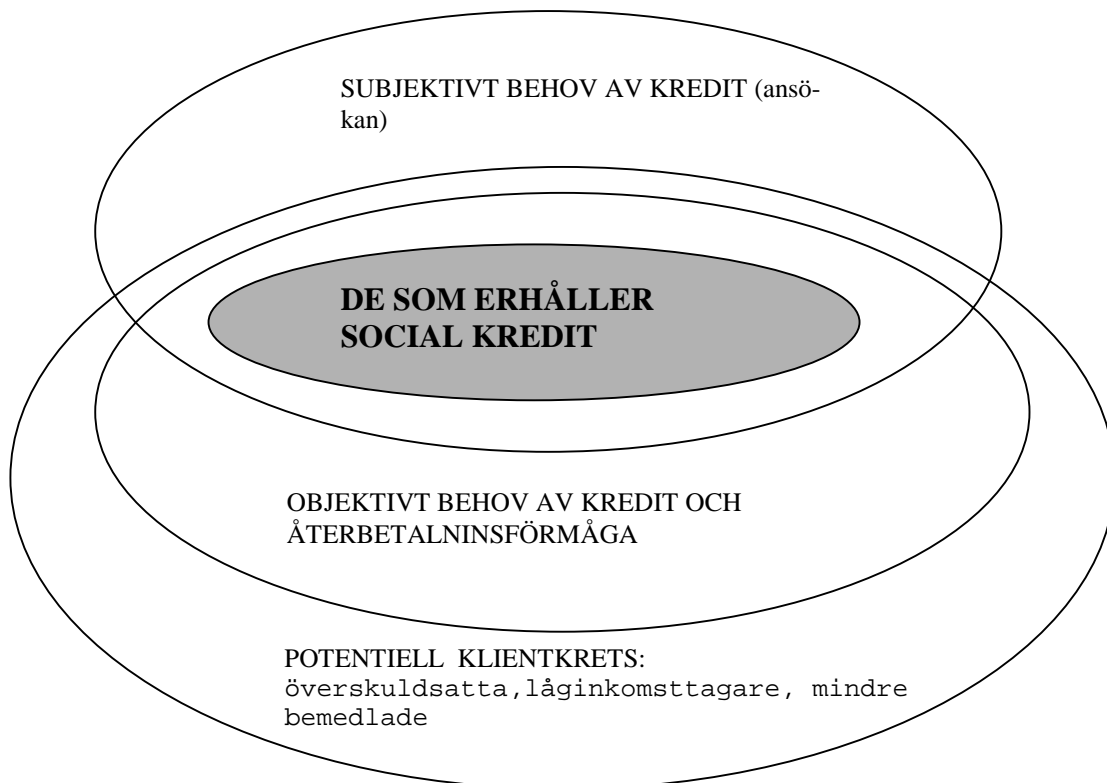 SUBJEKTIVT BEHOV AV KREDIT (ansö-
kan)
DE SOM ERHÅLLER
SOCIAL KREDIT
OBJEKTIVT BEHOV AV KREDIT OCH
ÅTERBETALNINSFÖRMÅGA
POTENTIELL KLIENTKRETS:
överskuldsatta,låginkomsttagare, mindre
bemedlade